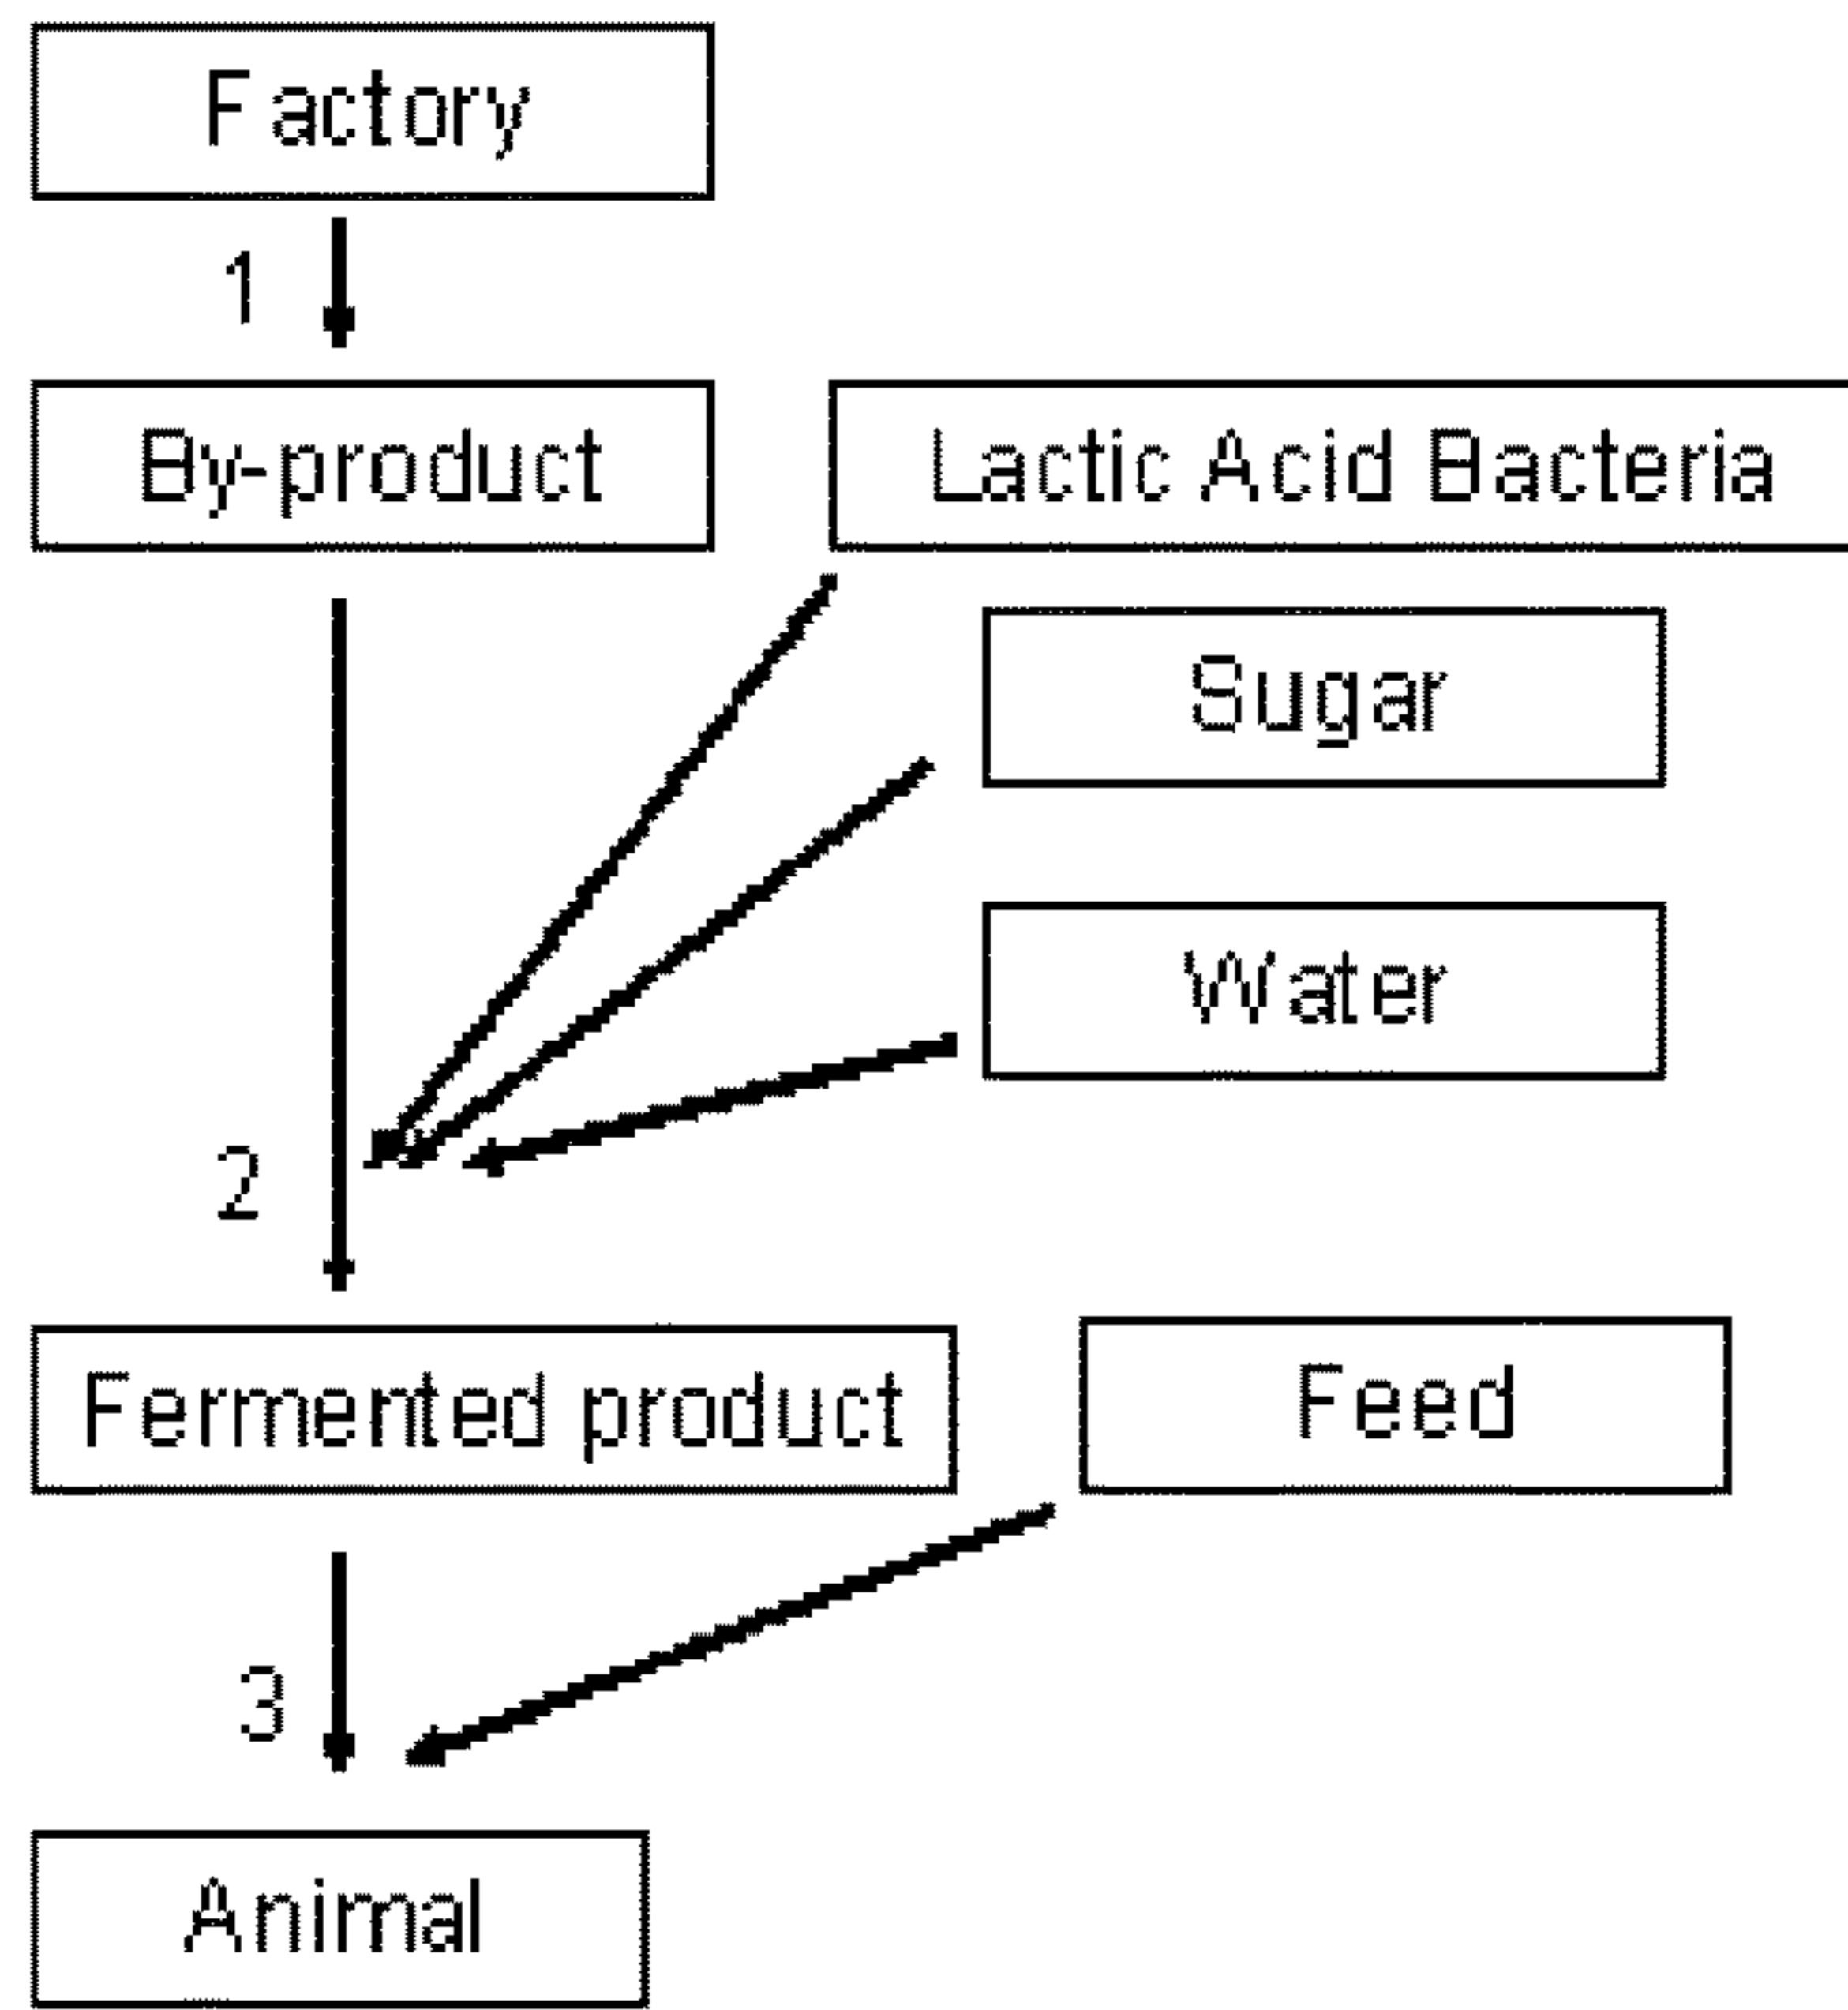 Factory
1
By-product
Lactic Acid Bacteria
Sugar
Water
2
Fermented product
Feed
3
Animal